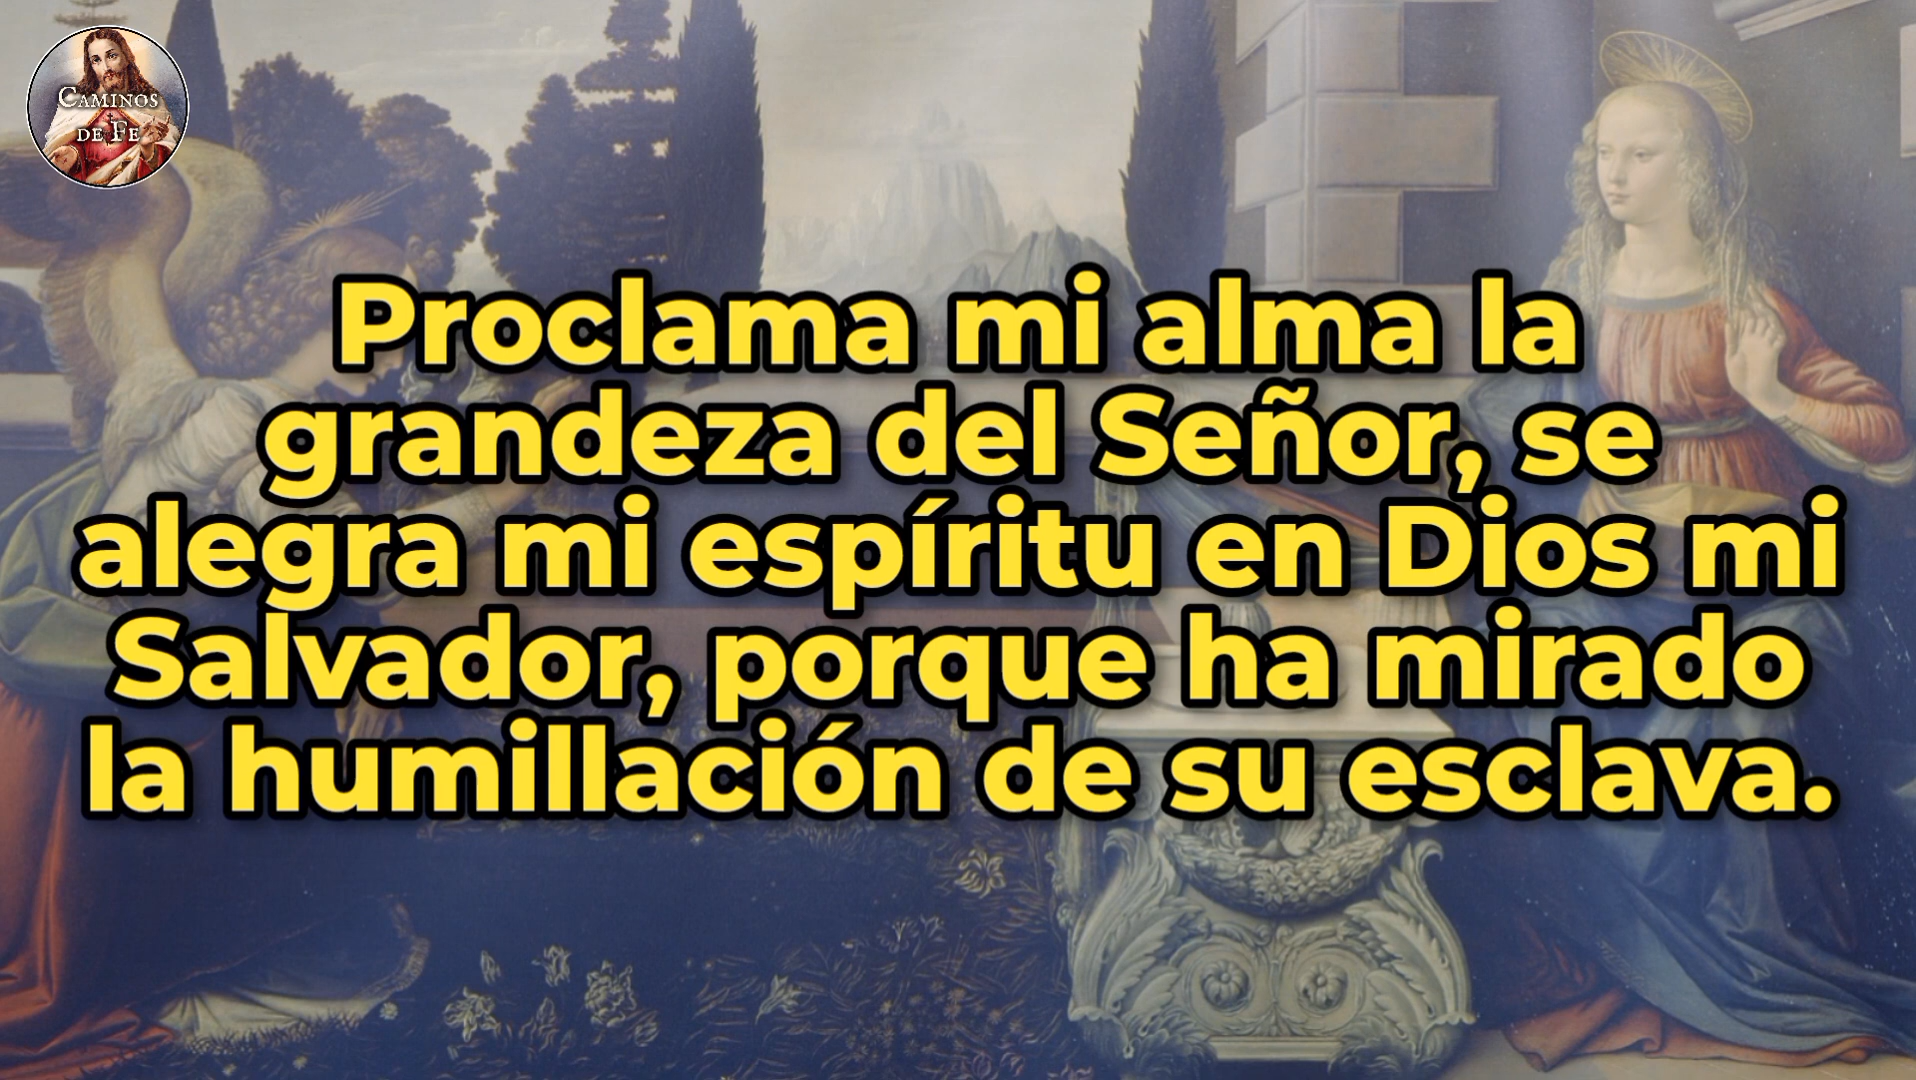 CAMINOS
DE FE
Proclama mi alma la
grandeza del Señor, se
alegra mi espíritu en Dios mi
Salvador, porque ha mirado
la humillación de su esclava.